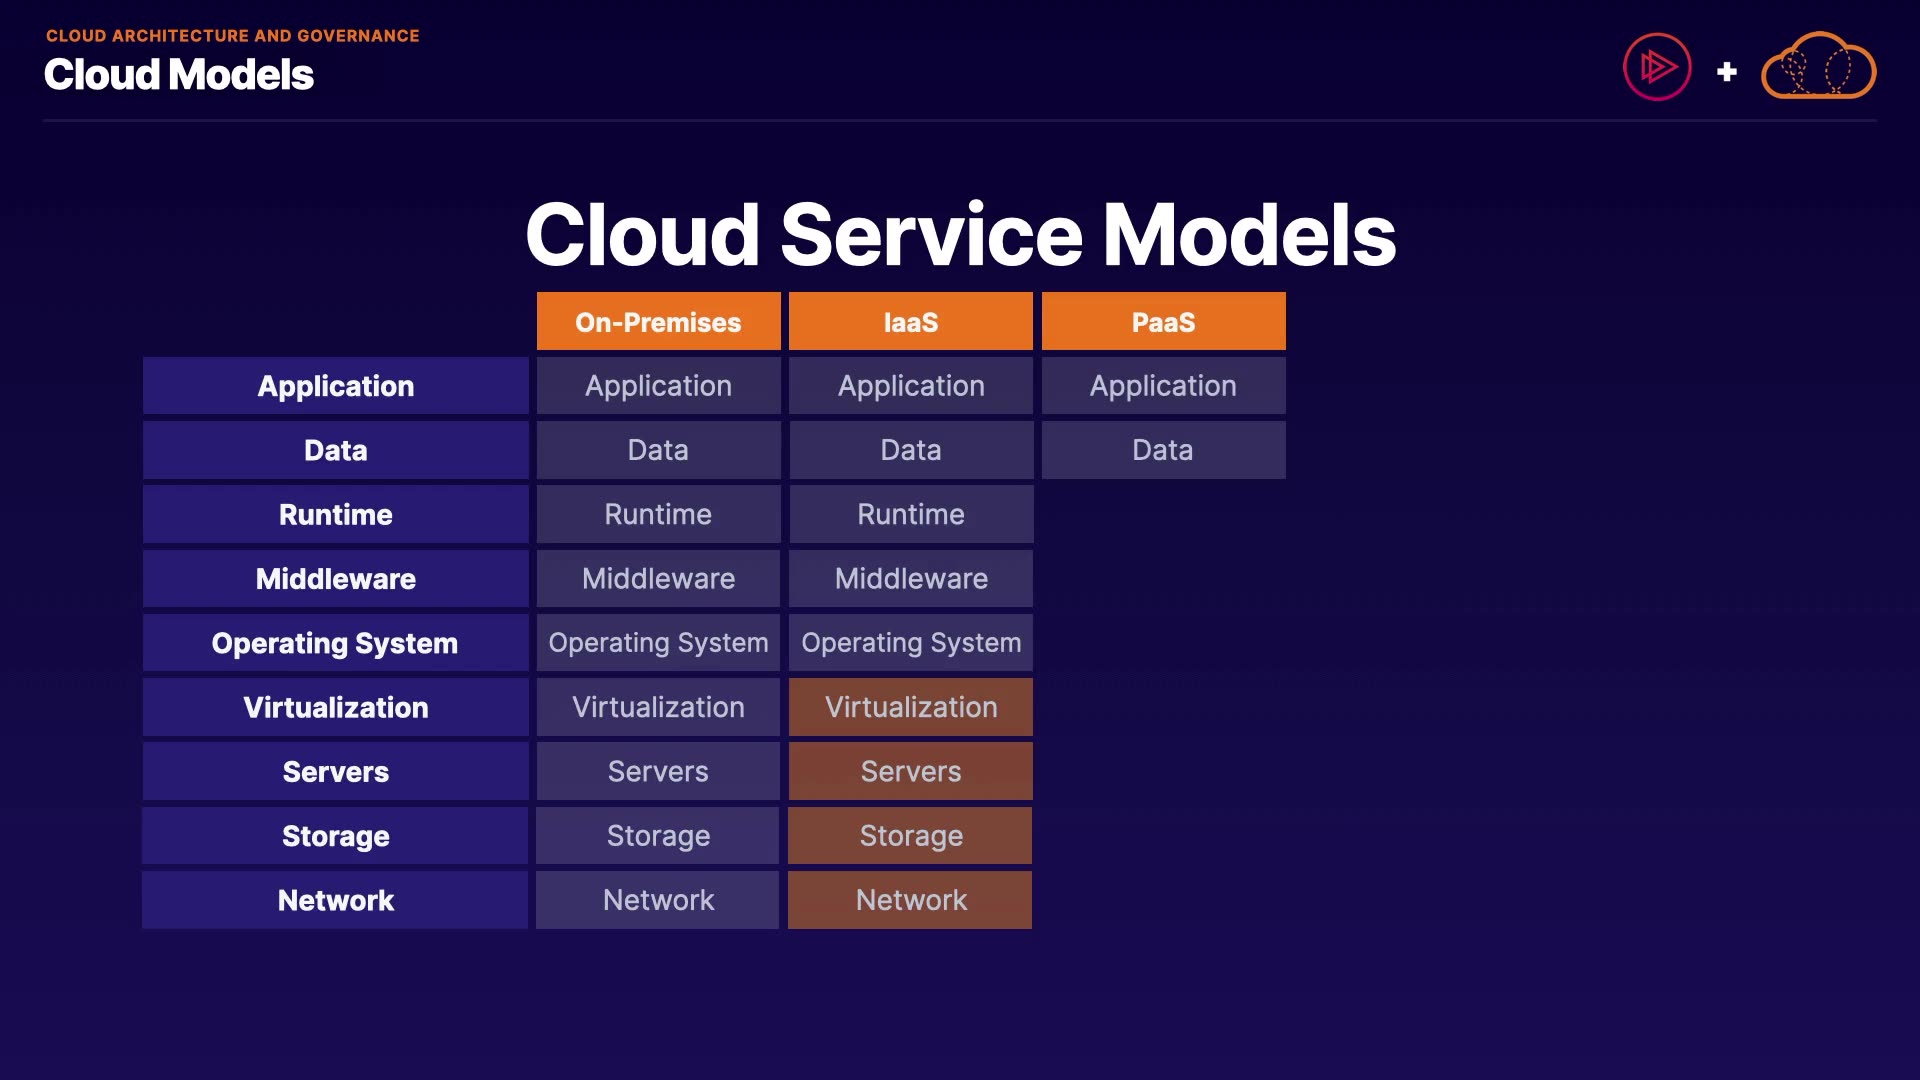 CLOUD ARCHITECTURE AND GOVERNANCE
Cloud Models
+
Cloud Service Models
On-Premises IaaS PaaS
Application Application Application Application
Data Data Data Data
Runtime Runtime Runtime
Middleware Middleware Middleware
Operating System Operating System Operating System
Virtualization Virtualization Virtualization
Servers Servers Servers
Storage Storage Storage
Network Network Network